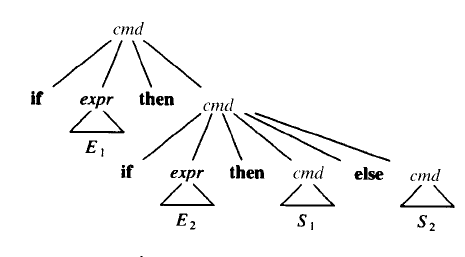 cmd
if expr then cmd
E1
if expr then cmd else cmd
E2 S1 S2